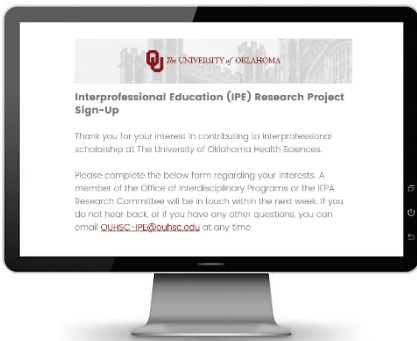 The UNIVERSITY of OKLAHOMA
Interprofessional Education (IPE) Research Project
Sign-Up
Thank you for your interest in contributing to interprofessional
scholarship at The University of Oklahoma Health Sciences.
Please complete the below form regarding your interests. A
member of the Office of Interdisciplinary Programs or the IEPA
Research Committee will be in touch within the next week. If you
do not hear back, or if you have any other questions, you can
email OUHSC-IPE@ouhsc.edu at any time.